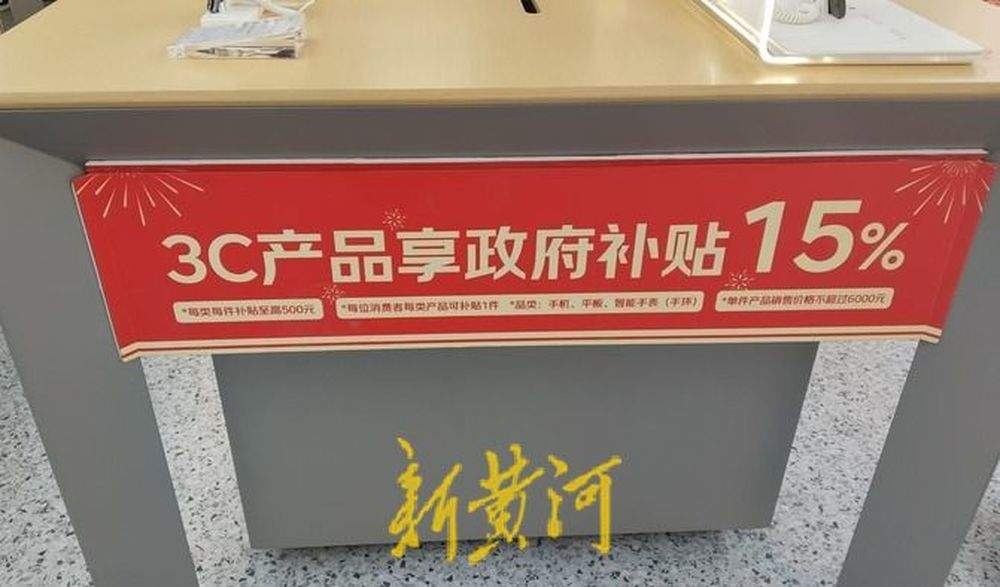 3C产品享政府补贴15%
*每类每件补贴至高500元
*每位消费者每类产品可补贴1件 *品类：手机、平板、智能手表（手环）
*单件产品销售价格不超过6000元
新黄河